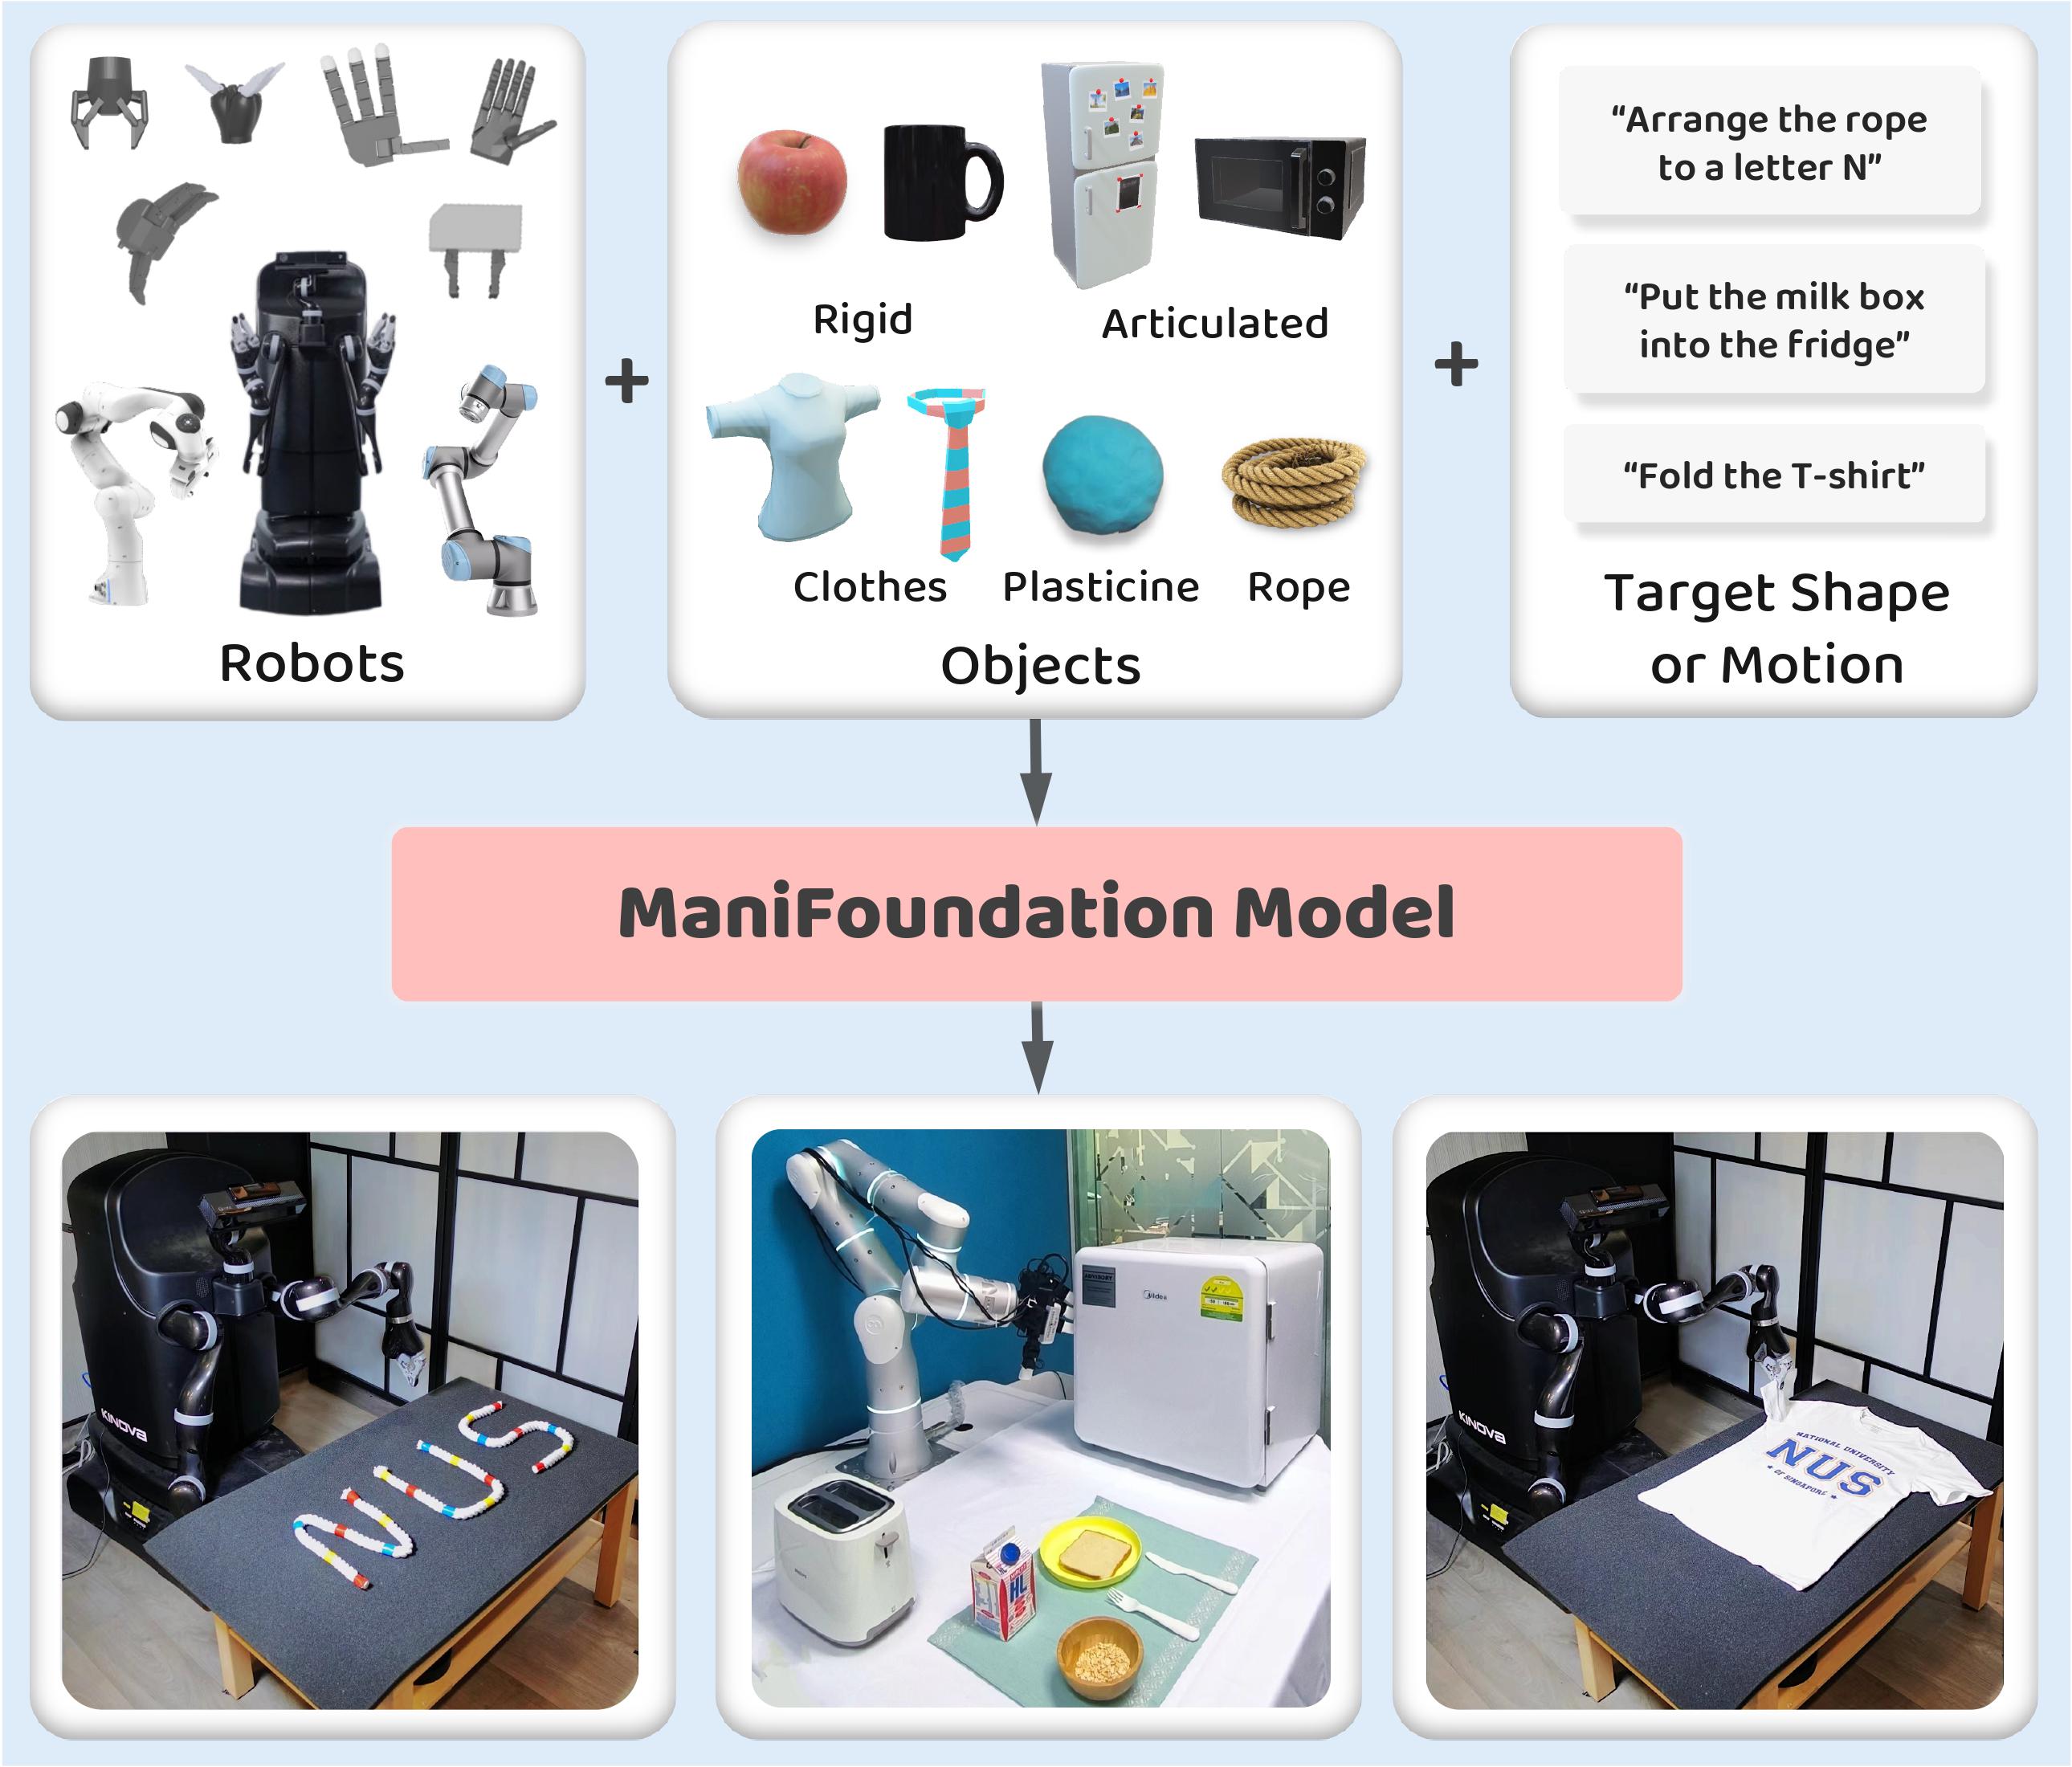 “Arrange the rope
to a letter N”
“Put the milk box
into the fridge”
“Fold the T-shirt”
Rigid
Articulated
Clothes
Plasticine
Rope
Robots
Objects
Target Shape
or Motion
ManiFoundation Model
KINOVA
Midea
HL
KINOVA
NATIONAL UNIVERSITY
NUS
OF SINGAPORE